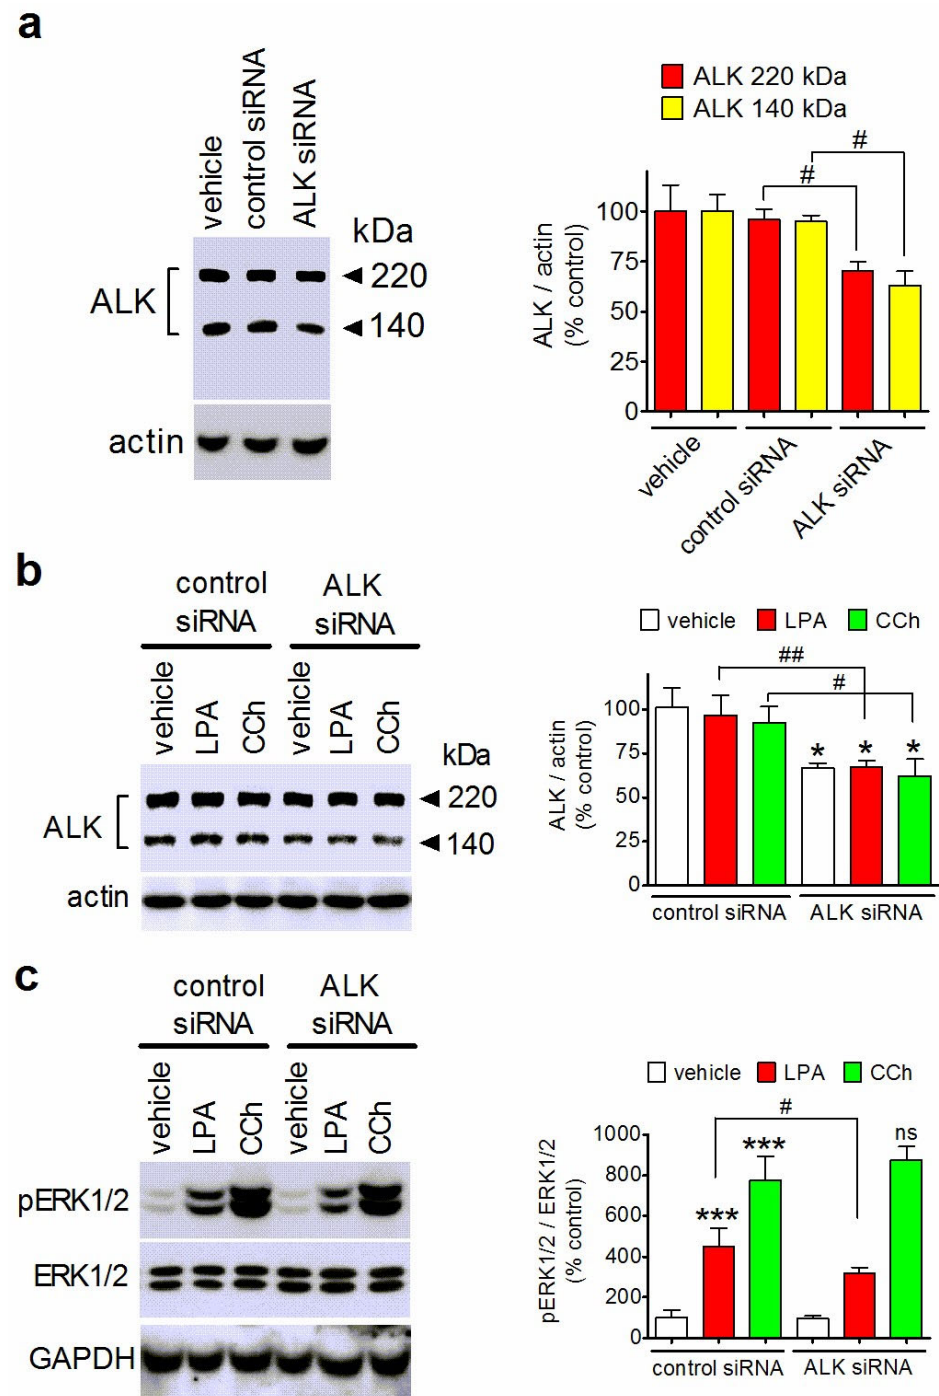 a
vehicle
control siRNA
ALK siRNA
kDa
ALK
220
140
actin
ALK 220 kDa
ALK 140 kDa
#
#
ALK / actin
(% control)
100
75
50
25
0
vehicle
control siRNA
ALK siRNA
b
control
siRNA
ALK
siRNA
vehicle
LPA
CCh
vehicle
LPA
CCh
kDa
ALK
220
140
actin
vehicle LPA CCh
##
#
ALK / actin
(% control)
100
75
50
25
0
* * *
control siRNA ALK siRNA
c
control
siRNA
ALK
siRNA
vehicle
LPA
CCh
vehicle
LPA
CCh
pERK1/2
ERK1/2
GAPDH
vehicle LPA CCh
#
pERK1/2 / ERK1/2
(% control)
1000
800
600
400
200
0
***
***
ns
control siRNA ALK siRNA